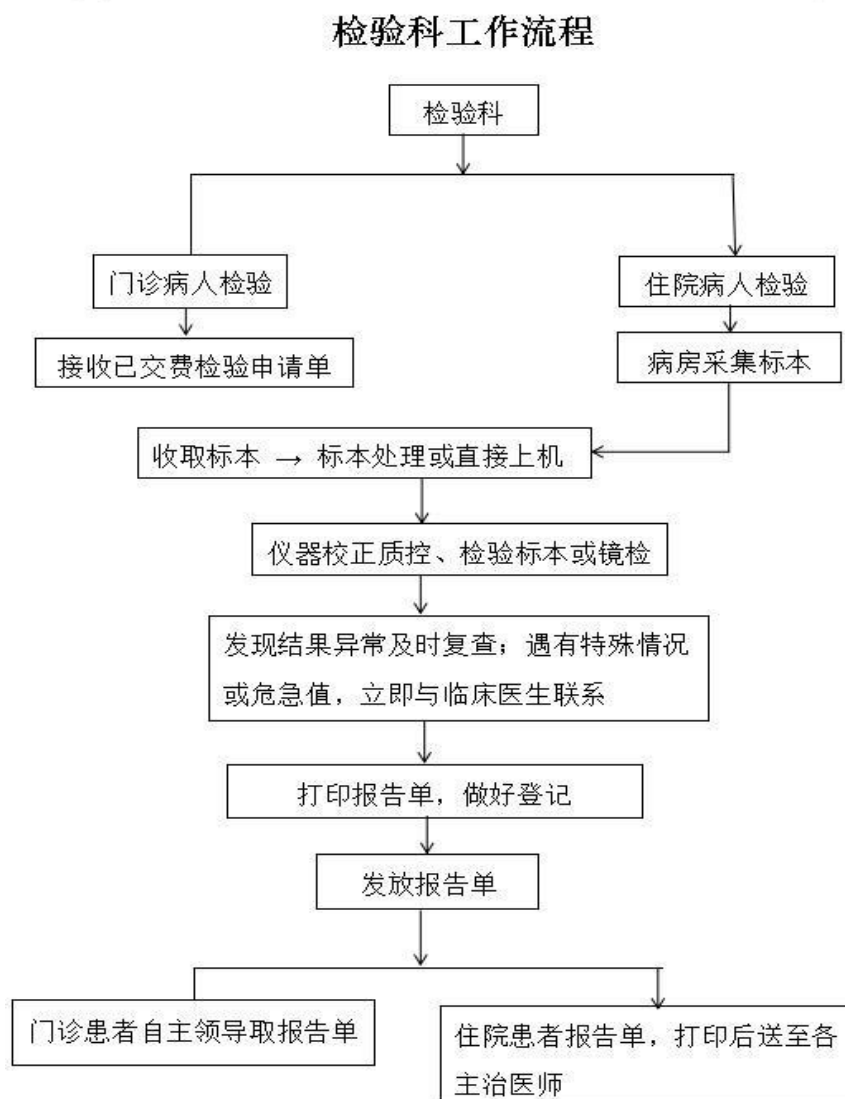 检验科工作流程
检验科
门诊病人检验
住院病人检验
接收已交费检验申请单
病房采集标本
收取标本 → 标本处理或直接上机
仪器校正质控、检验标本或镜检
发现结果异常及时复查；遇有特殊情况
或危急值，立即与临床医生联系
打印报告单，做好登记
发放报告单
门诊患者自主领导取报告单
住院患者报告单，打印后送至各
主治医师